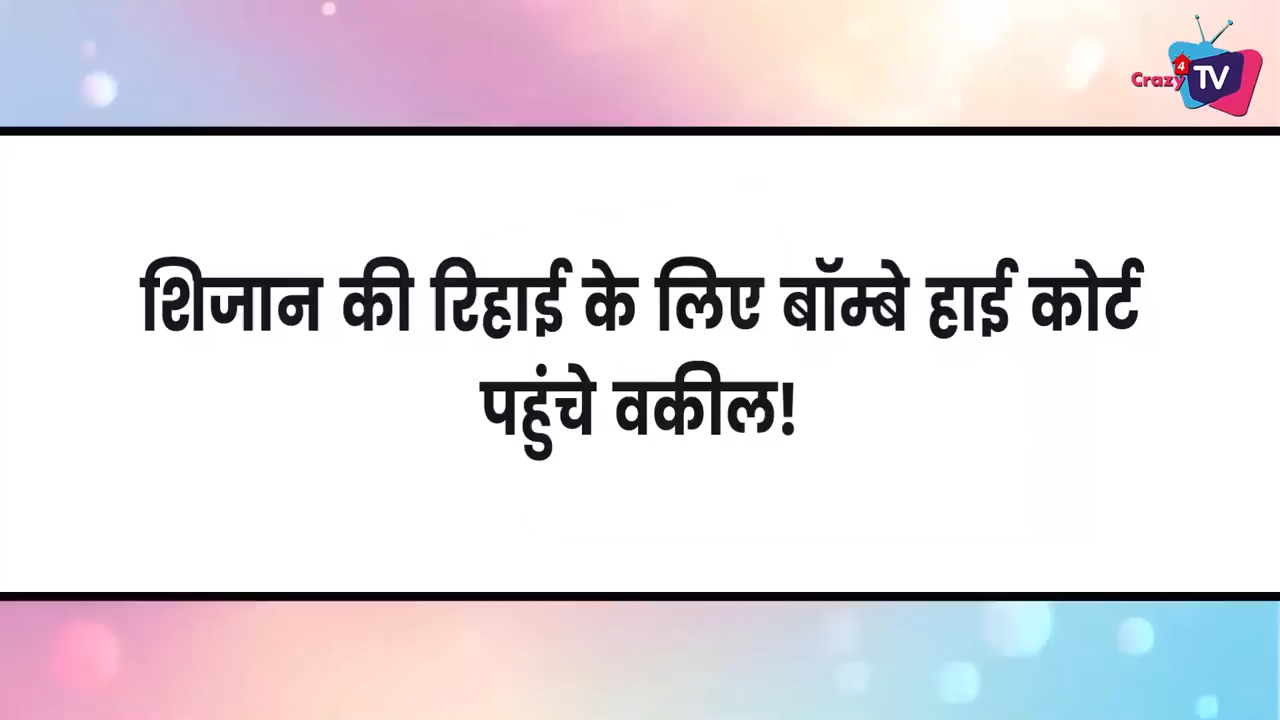 Crazy 4 TV
शिजान की रिहाई के लिए बॉम्बे हाई कोर्ट
पहुंचे वकील!